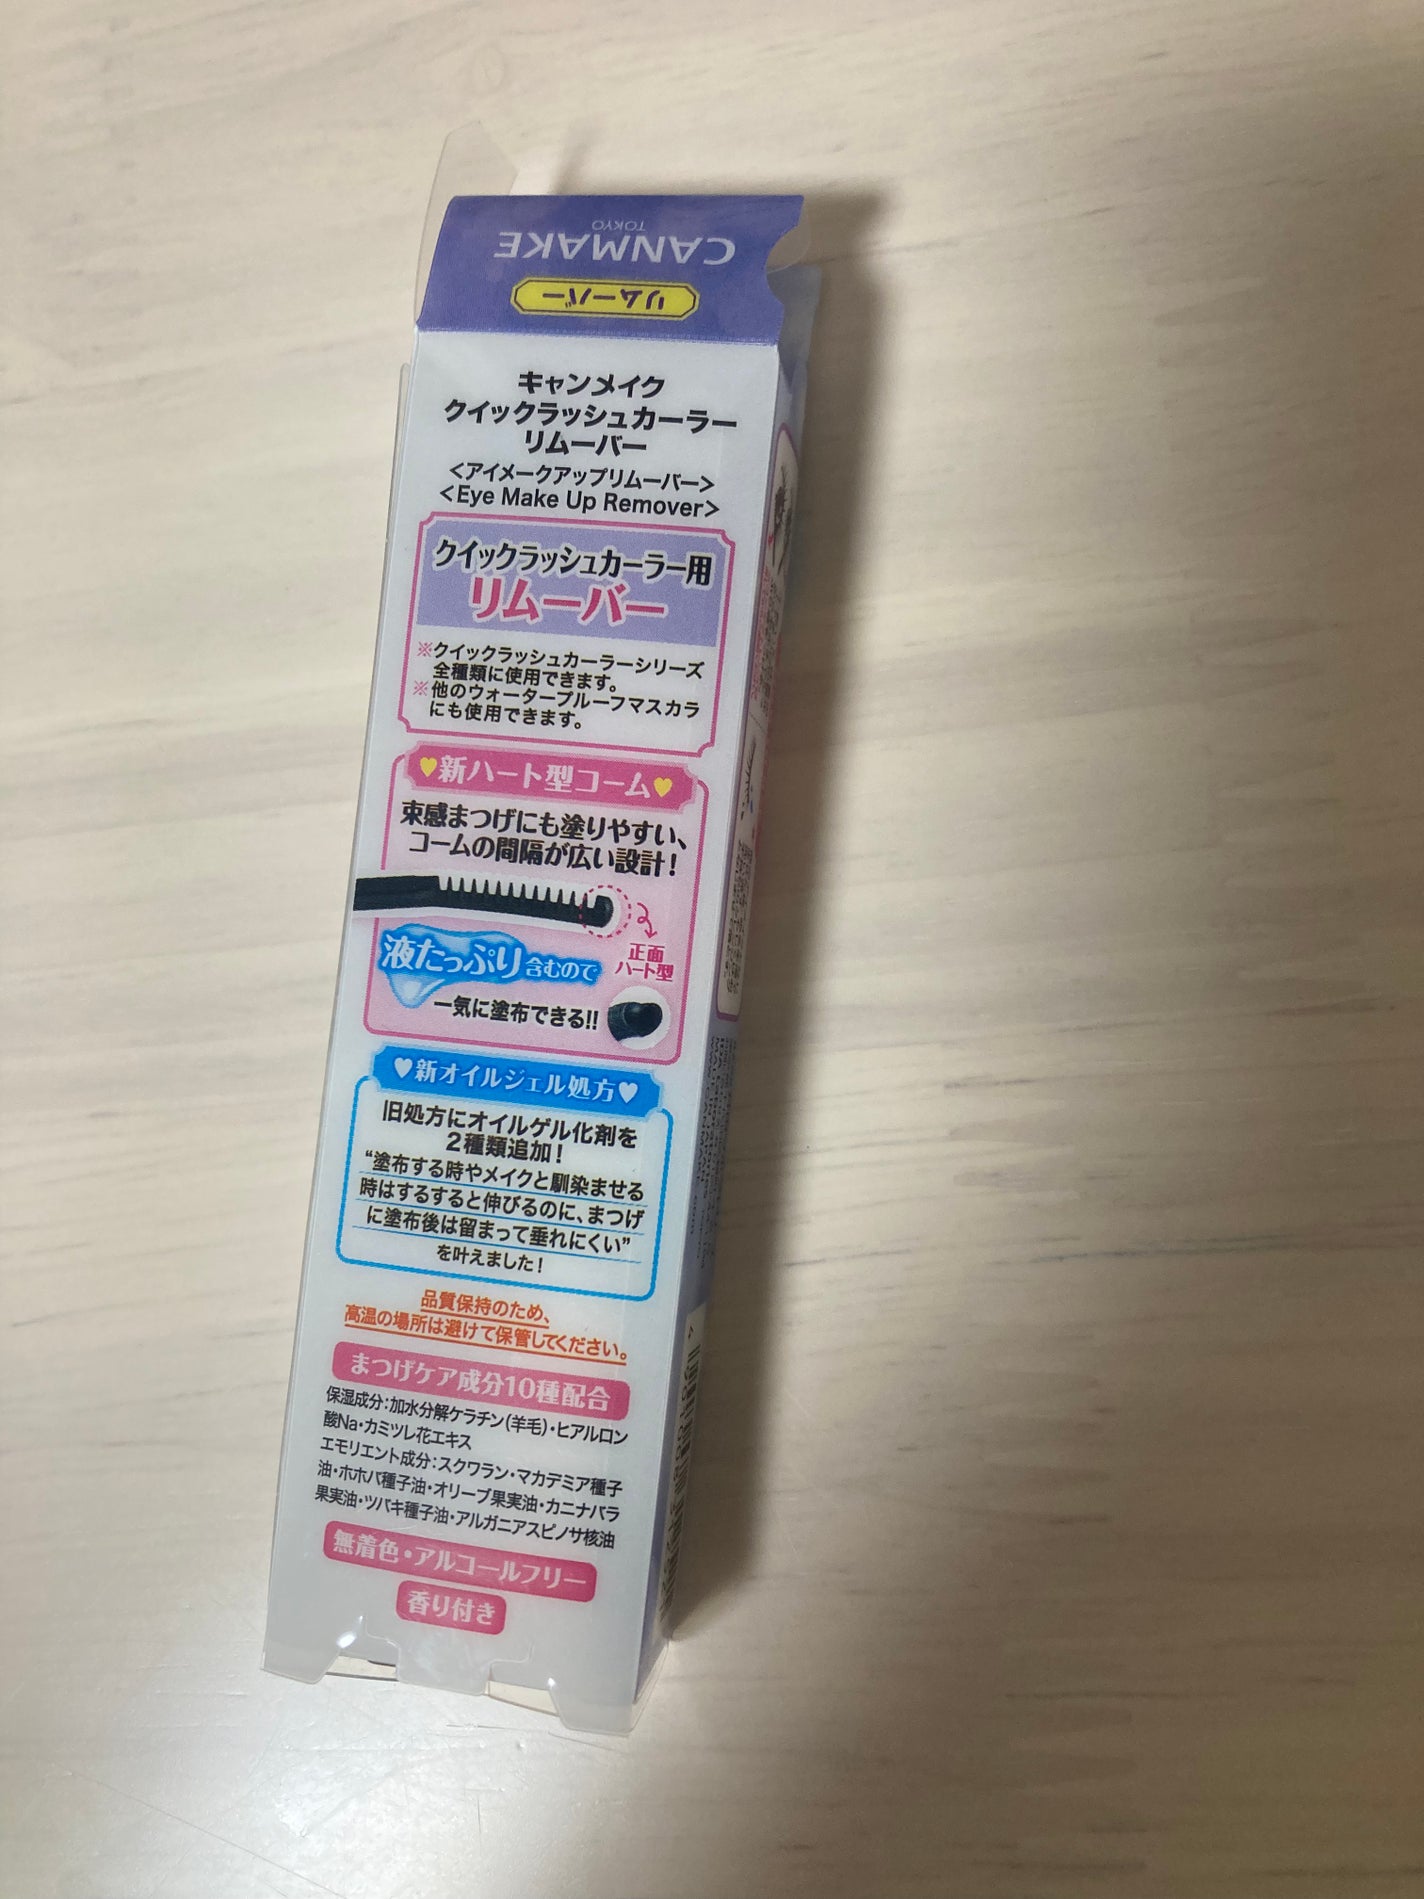 CANMAKE
TOKYO
リムーバー
キャンメイク
クイックラッシュカーラー
リムーバー
<アイメークアップリムーバー>
<Eye Make Up Remover>
クイックラッシュカーラー用
リムーバー
※クイックラッシュカーラーシリーズ
全種類に使用できます。
※他のウォータープルーフマスカラ
にも使用できます。
新ハート型コーム
束感まつげにも塗りやすい、
コームの間隔が広い設計!
液たっぷり含むので
正面
ハート型
一気に塗布できる!!
新オイルジェル処方
旧処方にオイルゲル化剤を
2種類追加!
“塗布する時やメイクと馴染ませる
時はするすると伸びるのに、まつげ
に塗布後は留まって垂れにくい”
を叶えました!
品質保持のため、
高温の場所は避けて保管してください。
まつげケア成分10種配合
保湿成分:加水分解ケラチン(羊毛)・ヒアルロン
酸Na・カミツレ花エキス
エモリエント成分:スクワラン・マカデミア種子
油・ホホバ種子油・オリーブ果実油・カニナバラ
果実油・ツバキ種子油・アルガニアスピノサ核油
無着色・アルコールフリー
香り付き